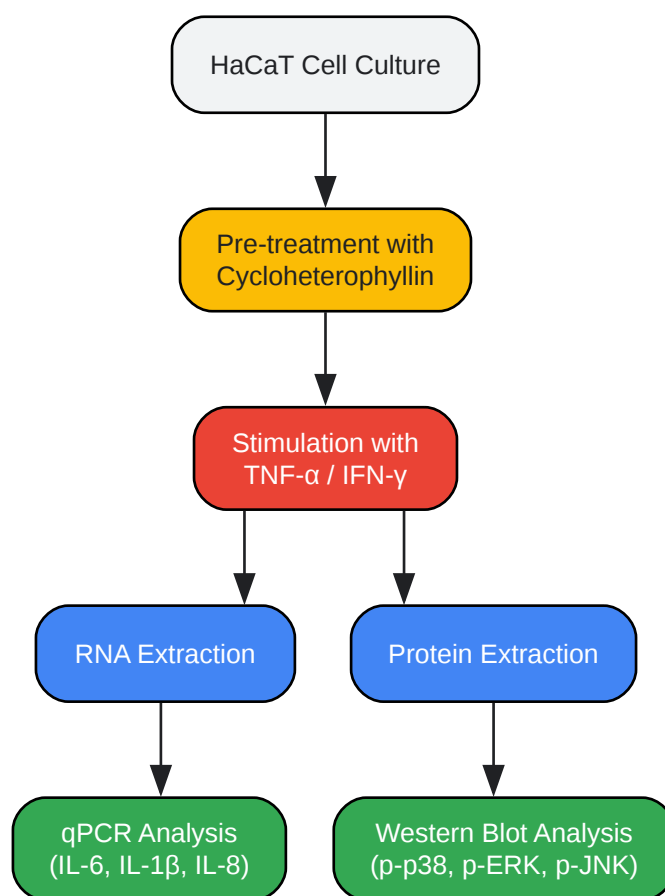 HaCaT Cell Culture
Pre-treatment with
Cycloheterophyllin
Stimulation with
TNF-α / IFN-γ
RNA Extraction
Protein Extraction
qPCR Analysis
(IL-6, IL-1β, IL-8)
Western Blot Analysis
(p-p38, p-ERK, p-JNK)